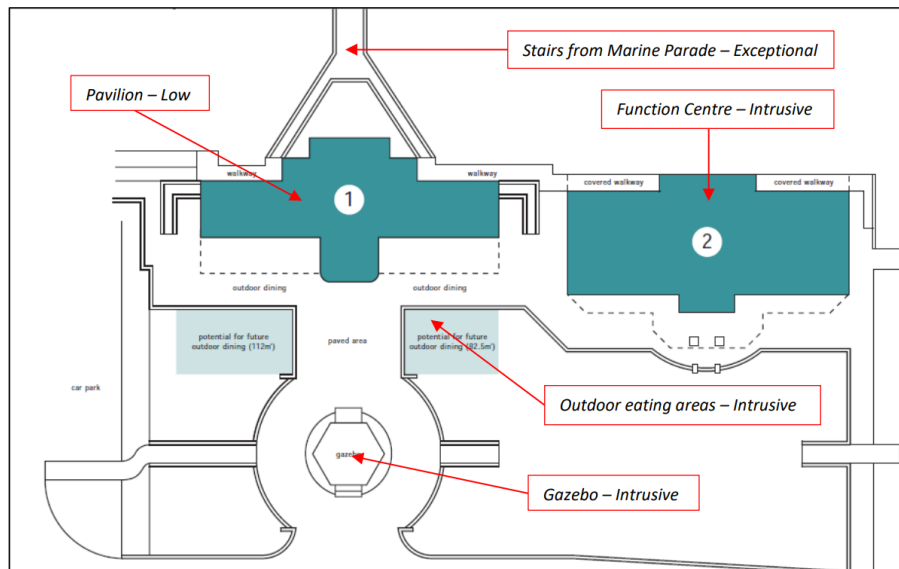 Stairs from Marine Parade – Exceptional
Pavilion – Low
Function Centre – Intrusive
walkway
walkway
covered walkway
covered walkway
1
2
outdoor dining
outdoor dining
potential for future
outdoor dining (112m²)
paved area
potential for future
outdoor dining (82.5m²)
car park
Outdoor eating areas – Intrusive
gazebo
Gazebo – Intrusive